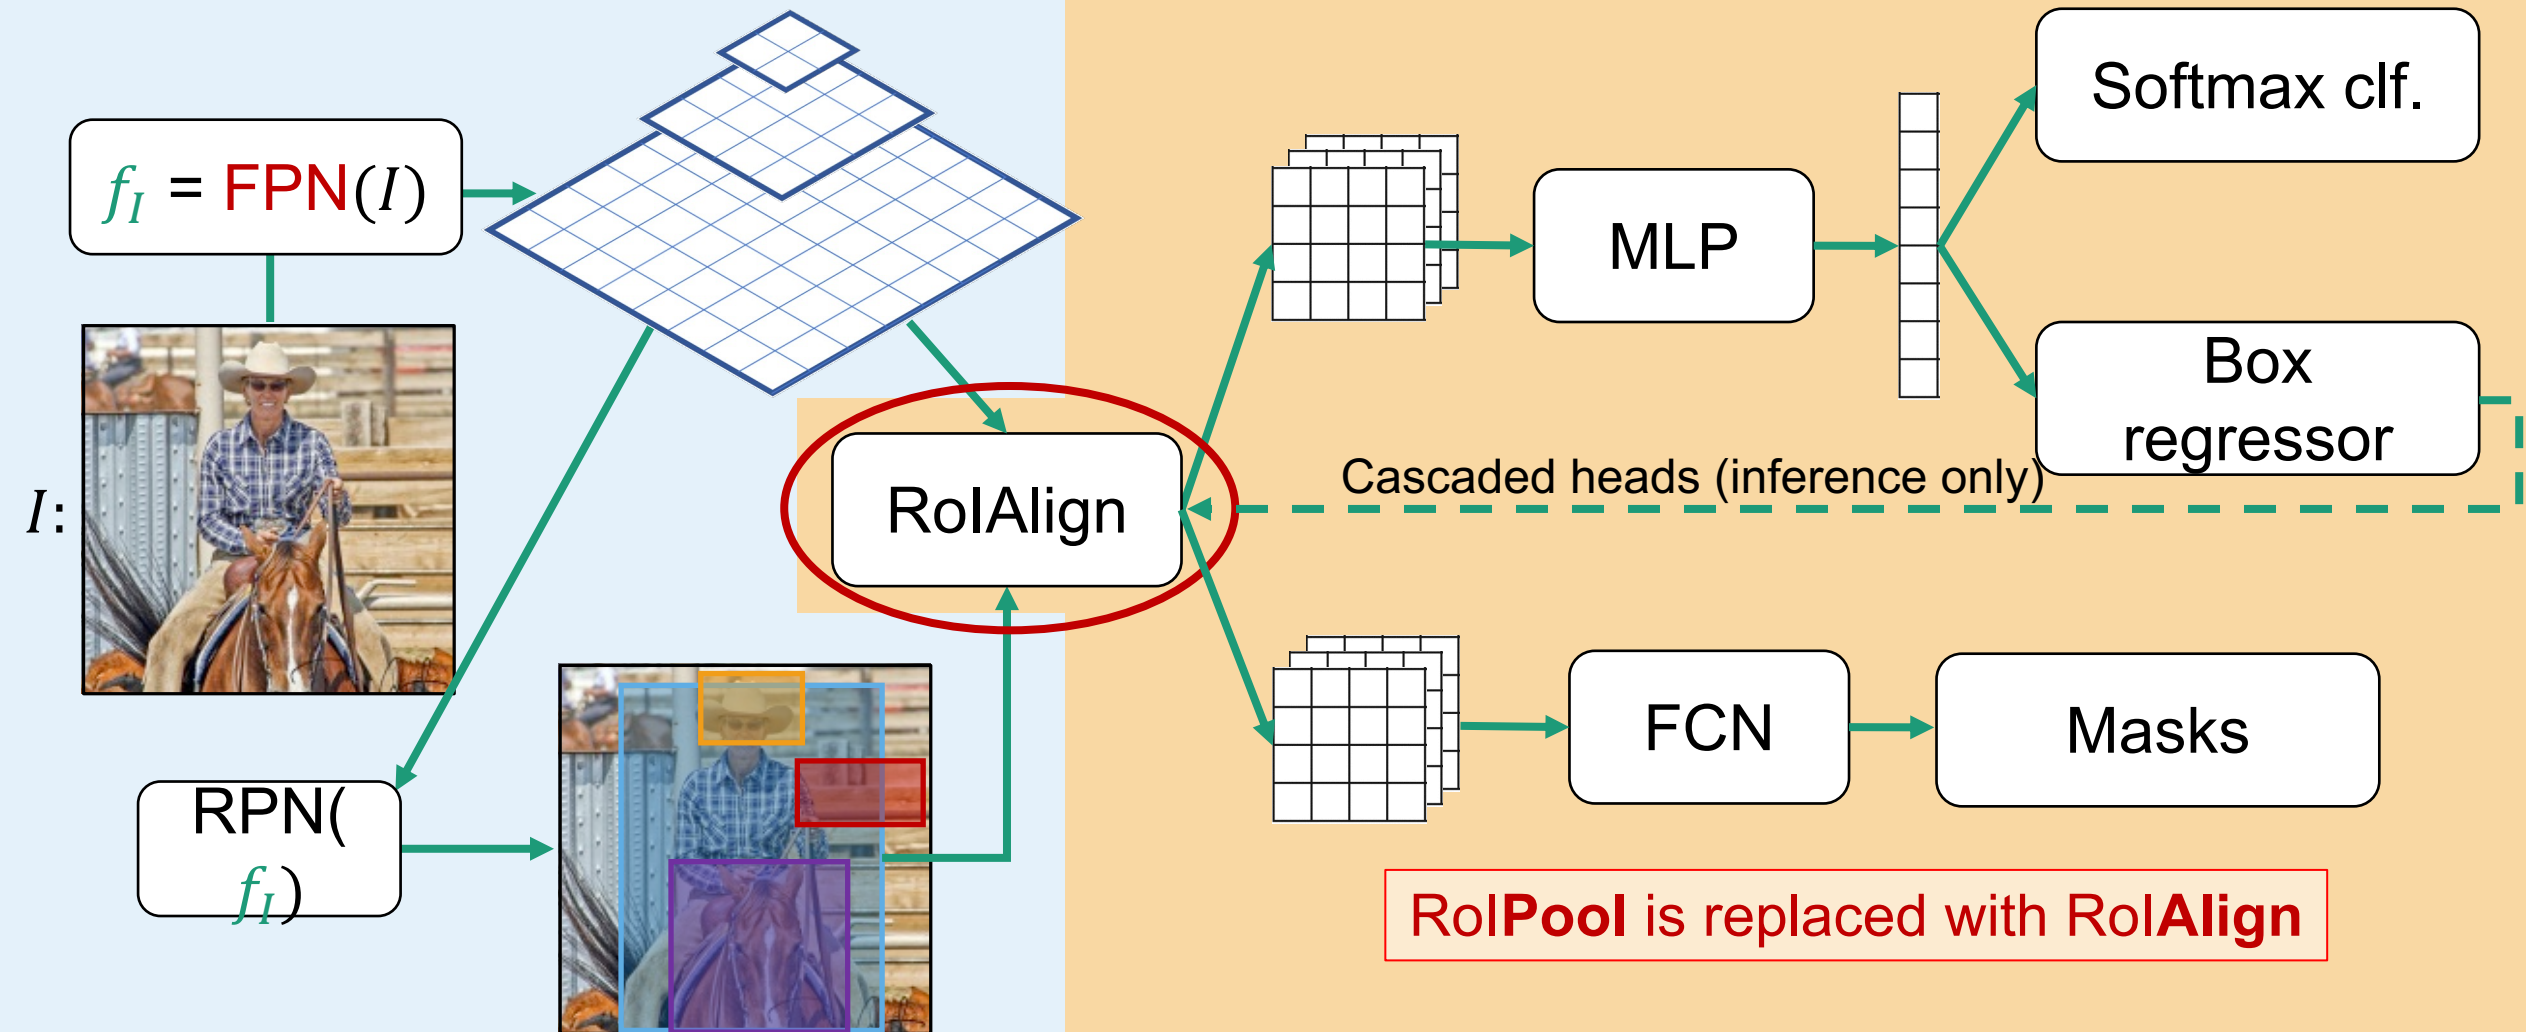 f_I = FPN(I)
I:
RPN(
f_I)
RoIAlign
MLP
Softmax clf.
Box
regressor
Cascaded heads (inference only)
FCN
Masks
RoIPool is replaced with RoIAlign